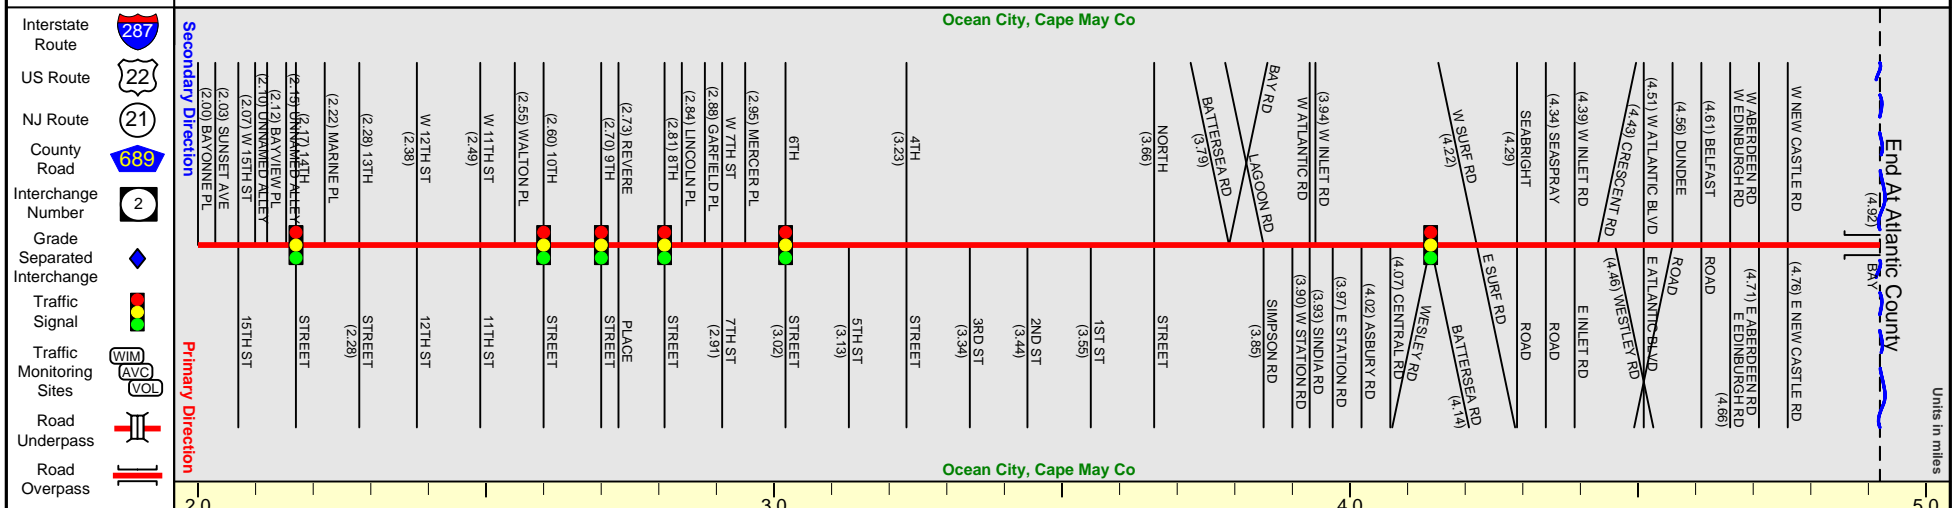 Interstate
Route
287
US Route
22
NJ Route
21
County
Road
689
Interchange
Number
2
Grade
Separated
Interchange
Traffic
Signal
Traffic
Monitoring
Sites
WIM
AVC
VOL
Road
Underpass
Road
Overpass
Secondary Direction
Primary Direction
Ocean City, Cape May Co
(2.00) BAYONNE PL
(2.03) SUNSET AVE
(2.07) W 15TH ST
(2.10) UNNAMED ALLEY
(2.12) BAYVIEW PL
(2.15) UNNAMED ALLEY
(2.17) 14TH
(2.22) MARINE PL
(2.28) 13TH
W 12TH ST
(2.38)
W 11TH ST
(2.49)
(2.55) WALTON PL
(2.60) 10TH
(2.70) 9TH
(2.73) REVERE
(2.81) 8TH
(2.84) LINCOLN PL
(2.88) GARFIELD PL
W 7TH ST
(2.95) MERCER PL
6TH
4TH
(3.23)
NORTH
(3.66)
BATTERSEA RD
(3.79)
BAY RD
LAGOON RD
W ATLANTIC RD
(3.94) W INLET RD
W SURF RD
(4.22)
SEABRIGHT
(4.29)
(4.34) SEASPRAY
(4.39) W INLET RD
(4.43) CRESCENT RD
(4.51) W ATLANTIC BLVD
(4.56) DUNDEE
(4.61) BELFAST
W EDINBURGH RD
W ABERDEEN RD
W NEW CASTLE RD
(4.92)
End At Atlantic County
15TH ST
STREET
STREET
(2.28)
12TH ST
11TH ST
STREET
STREET
PLACE
STREET
7TH ST
(2.91)
STREET
(3.02)
5TH ST
(3.13)
STREET
3RD ST
(3.34)
2ND ST
(3.44)
1ST ST
(3.55)
STREET
SIMPSON RD
(3.85)
(3.90) W STATION RD
(3.93) SINDIA RD
(3.97) E STATION RD
(4.02) ASBURY RD
(4.07) CENTRAL RD
WESLEY RD
BATTERSEA RD
(4.14)
E SURF RD
ROAD
ROAD
E INLET RD
(4.46) WESTLEY RD
E ATLANTIC BLVD
ROAD
ROAD
E EDINBURGH RD
(4.66)
(4.71) E ABERDEEN RD
(4.76) E NEW CASTLE RD
BAY
Units in miles
Ocean City, Cape May Co
2.0
3.0
4.0
5.0